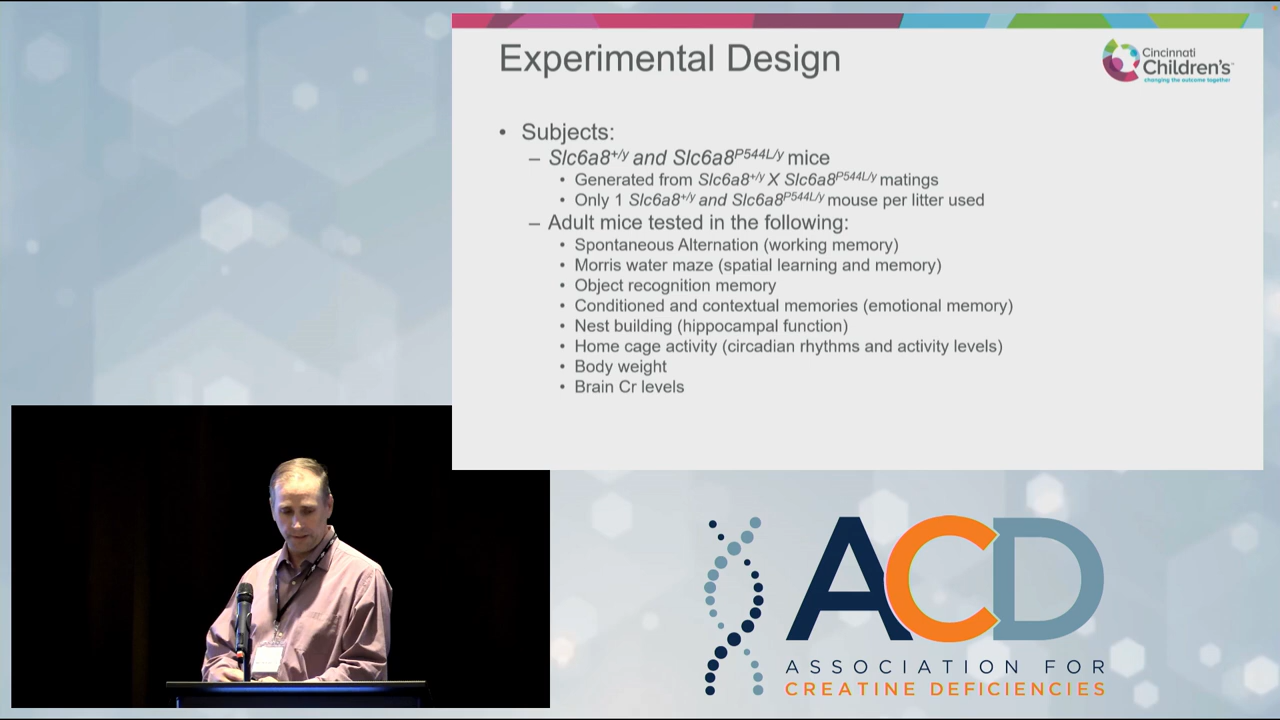 Experimental Design
Cincinnati
Children's™
changing the outcome together
• Subjects:
– Slc6a8+/y and Slc6a8P544L/y mice
• Generated from Slc6a8+/y X Slc6a8P544L/y matings
• Only 1 Slc6a8+/y and Slc6a8P544L/y mouse per litter used
– Adult mice tested in the following:
• Spontaneous Alternation (working memory)
• Morris water maze (spatial learning and memory)
• Object recognition memory
• Conditioned and contextual memories (emotional memory)
• Nest building (hippocampal function)
• Home cage activity (circadian rhythms and activity levels)
• Body weight
• Brain Cr levels
ACD
ASSOCIATION FOR
CREATINE DEFICIENCIES